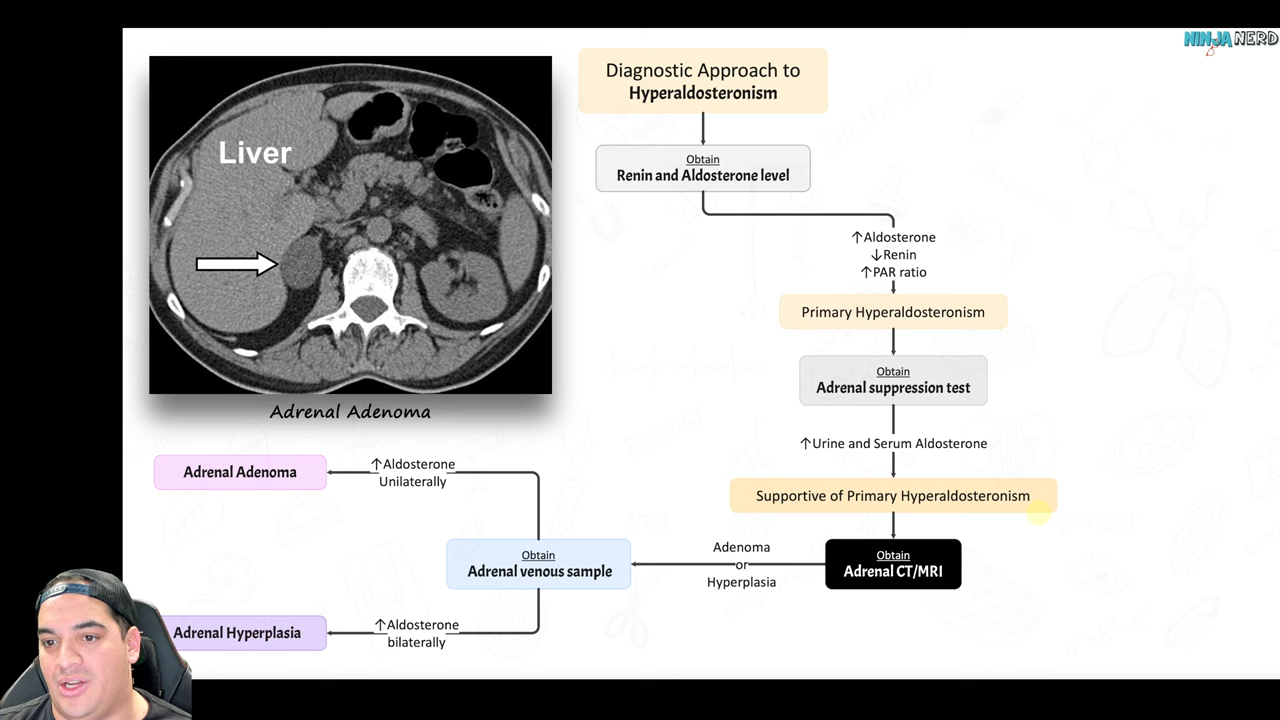 NINJA NERD
Liver
Adrenal Adenoma
Diagnostic Approach to
Hyperaldosteronism
Obtain
Renin and Aldosterone level
↑Aldosterone
↓Renin
↑PAR ratio
Primary Hyperaldosteronism
Obtain
Adrenal suppression test
↑Urine and Serum Aldosterone
Supportive of Primary Hyperaldosteronism
Obtain
Adrenal CT/MRI
Adenoma
or
Hyperplasia
Obtain
Adrenal venous sample
↑Aldosterone
Unilaterally
Adrenal Adenoma
↑Aldosterone
bilaterally
Adrenal Hyperplasia